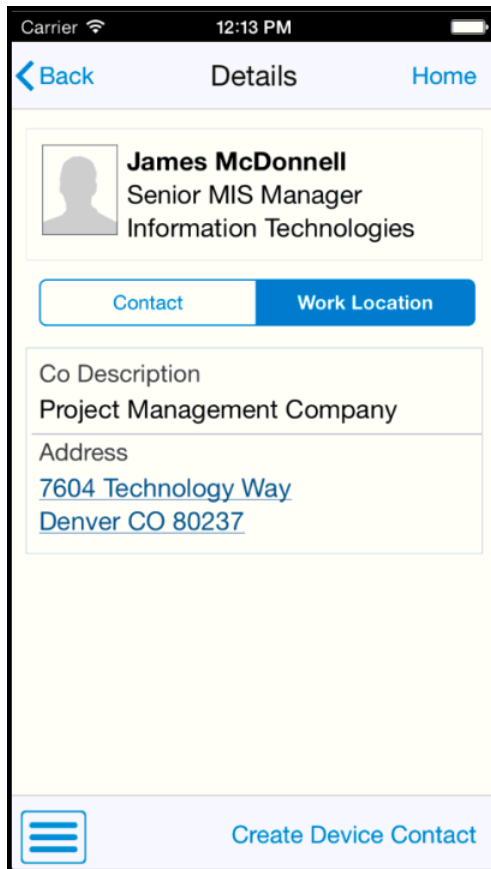 Carrier 12:13 PM
Back Details Home
James McDonnell
Senior MIS Manager
Information Technologies
Contact Work Location
Co Description
Project Management Company
Address
7604 Technology Way
Denver CO 80237
Create Device Contact